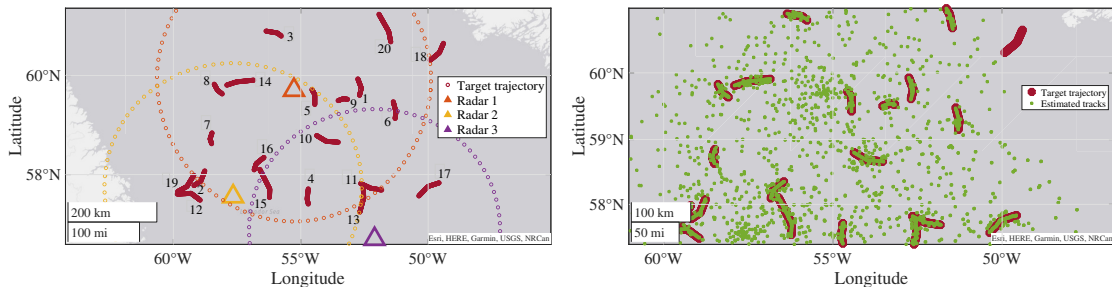 Latitude
60°N
58°N
60°W
55°W
50°W
Longitude
3
20
18
8
14
1
9
5
6
7
10
16
15
4
11
13
17
19
2
12
Target trajectory
Radar 1
Radar 2
Radar 3
200 km
100 mi
Esri, HERE, Garmin, USGS, NRCan
Latitude
60°N
59°N
58°N
60°W
55°W
50°W
Longitude
Target trajectory
Estimated tracks
100 km
50 mi
Esri, HERE, Garmin, USGS, NRCan